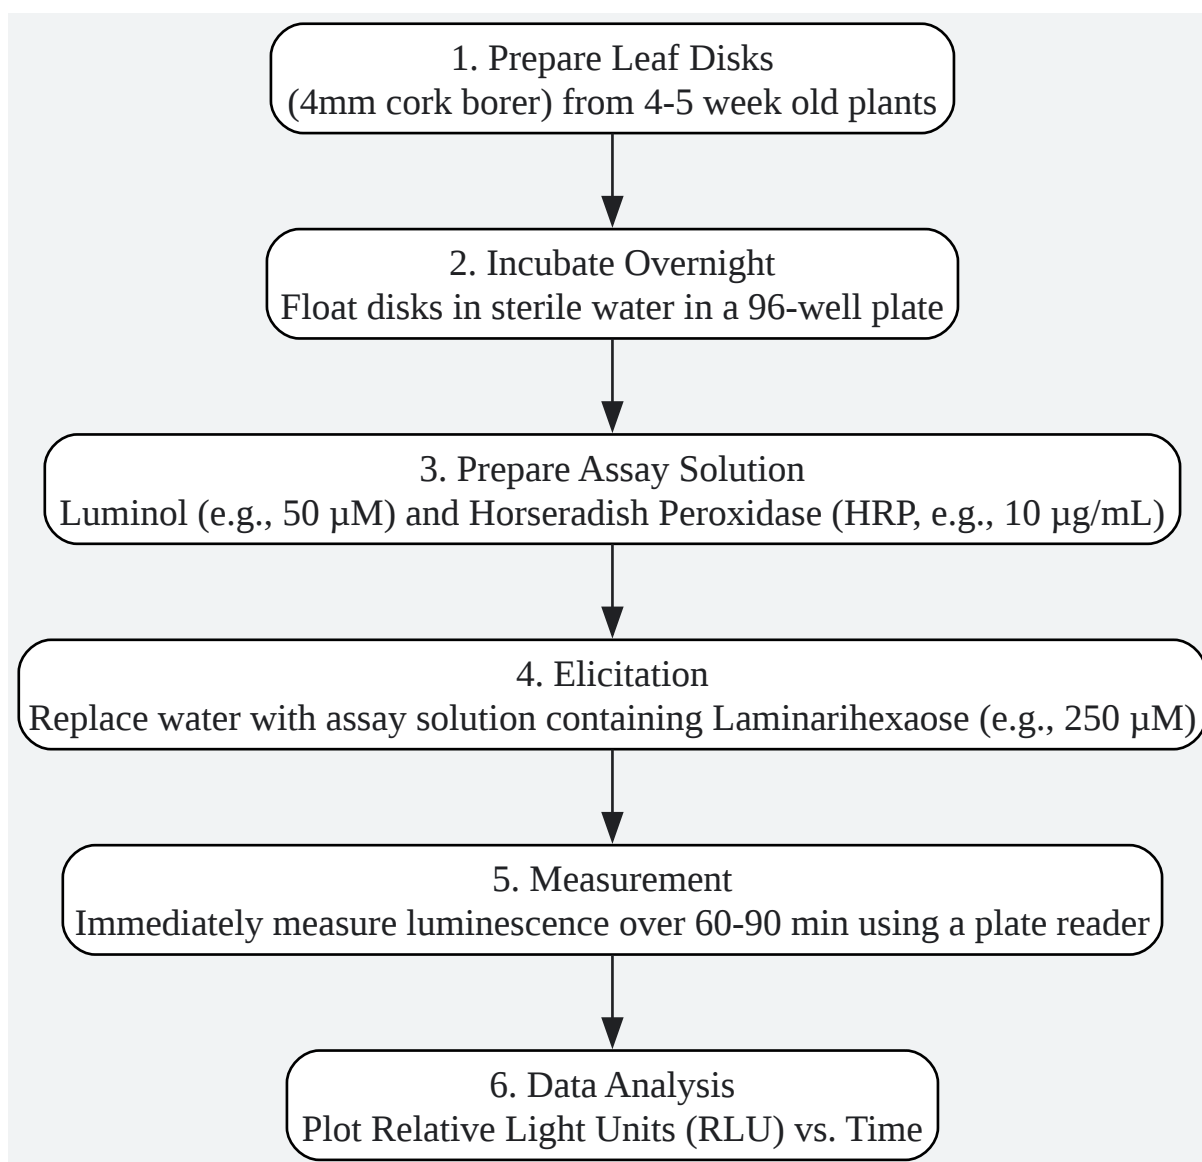 1. Prepare Leaf Disks
(4mm cork borer) from 4-5 week old plants
2. Incubate Overnight
Float disks in sterile water in a 96-well plate
3. Prepare Assay Solution
Luminol (e.g., 50 µM) and Horseradish Peroxidase (HRP, e.g., 10 µg/mL)
4. Elicitation
Replace water with assay solution containing Laminarihexaose (e.g., 250 µM)
5. Measurement
Immediately measure luminescence over 60-90 min using a plate reader
6. Data Analysis
Plot Relative Light Units (RLU) vs. Time